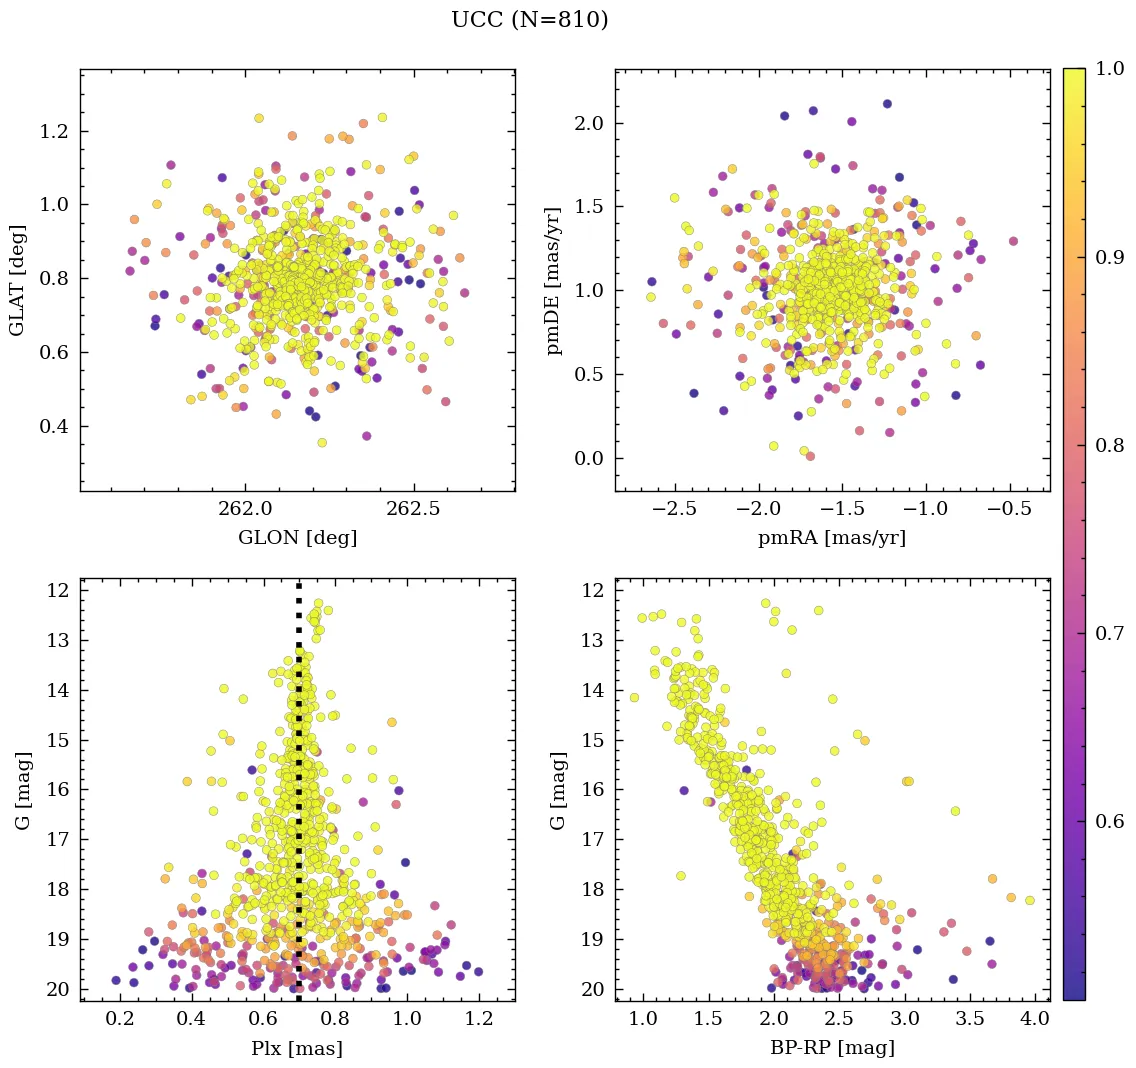 UCC (N=810)
1.2
1.0
0.8
0.6
0.4
GLAT [deg]
262.0 262.5
GLON [deg]
2.0
1.5
1.0
0.5
0.0
pmDE [mas/yr]
−2.5 −2.0 −1.5 −1.0 −0.5
pmRA [mas/yr]
1.0
0.9
0.8
0.7
0.6
12
13
14
15
16
17
18
19
20
G [mag]
0.2 0.4 0.6 0.8 1.0 1.2
Plx [mas]
12
13
14
15
16
17
18
19
20
G [mag]
1.0 1.5 2.0 2.5 3.0 3.5 4.0
BP-RP [mag]